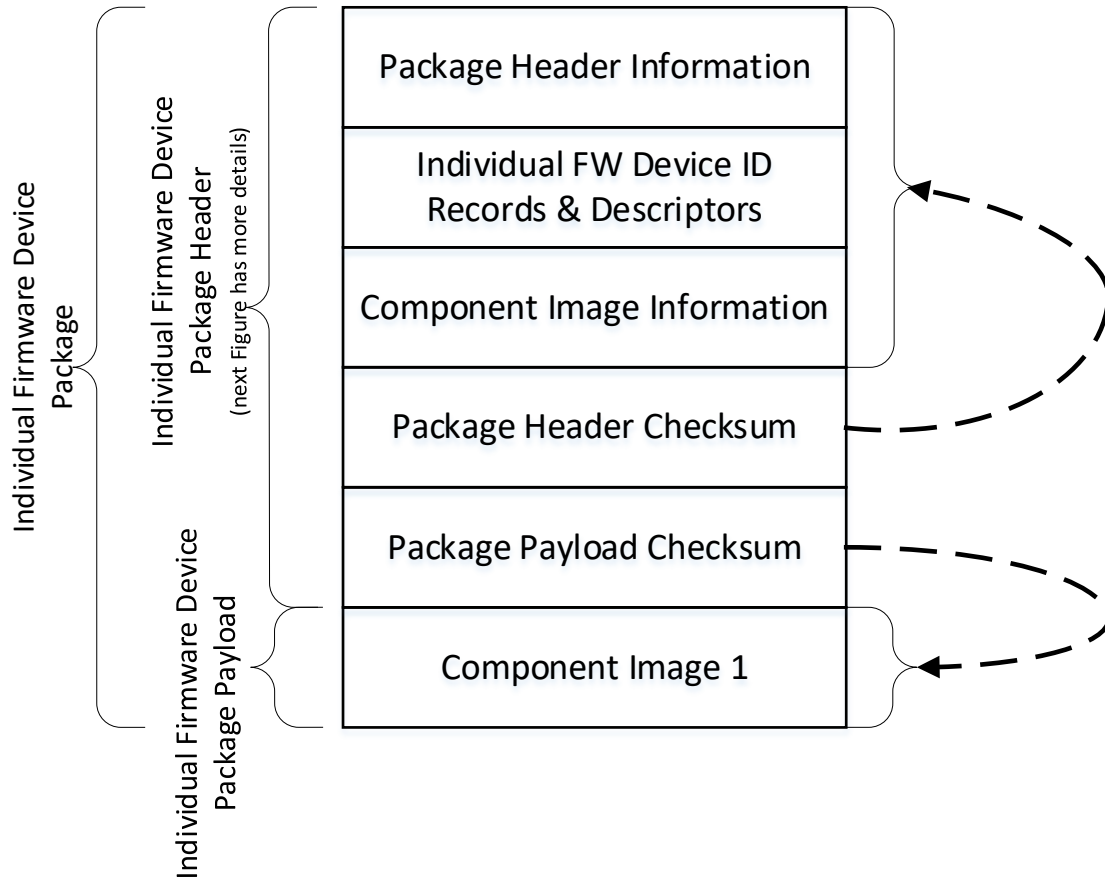 Individual Firmware Device
Package
Individual Firmware Device
Package Header
(next Figure has more details)
Individual Firmware Device
Package Payload
Package Header Information
Individual FW Device ID
Records & Descriptors
Component Image Information
Package Header Checksum
Package Payload Checksum
Component Image 1